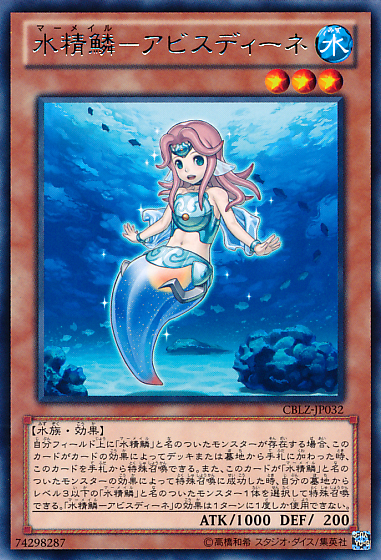 マーメイル
水精鱗－アビスディーネ
水
CBLZ-JP032
【水族・効果】
自分フィールド上に「水精鱗」と名のついたモンスターが存在する場合、この
カードがカードの効果によってデッキまたは墓地から手札に加わった時、
このカードを手札から特殊召喚できる。また、このカードが「水精鱗」と名のつ
いたモンスターの効果によって特殊召喚に成功した時、自分の墓地から
レベル３以下の「水精鱗」と名のついたモンスター１体を選択して特殊召喚
できる。「水精鱗－アビスディーネ」の効果は１ターンに１度しか使用できない。
ATK/1000 DEF/ 200
74298287
©高橋和希 スタジオ・ダイス/集英社